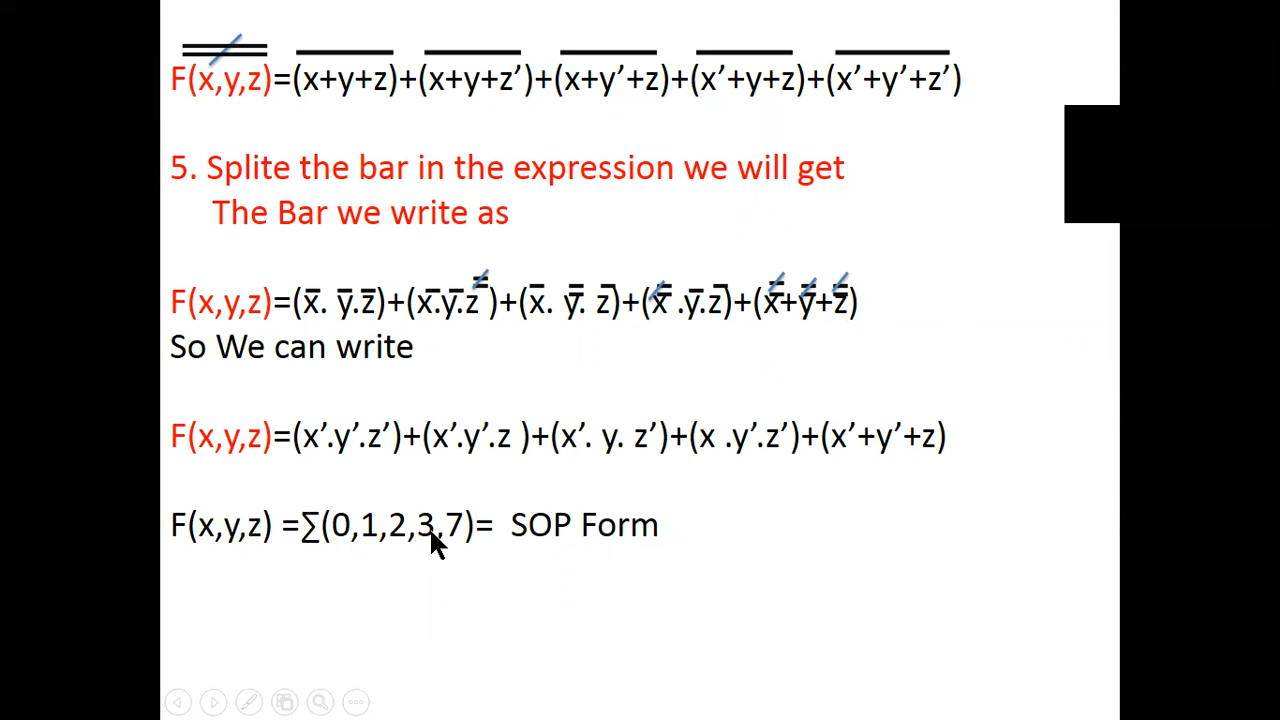 F(x,y,z)=(x+y+z)+(x+y+z’)+(x+y’+z)+(x’+y+z)+(x’+y’+z’)
5. Splite the bar in the expression we will get
The Bar we write as
F(x,y,z)=(x̅. y̅.z̅)+(x̅.y̅.z̿)+(x̅. y̿. z̅)+(x̿ .y̅.z̅)+(x̿+y̿+z̿)
So We can write
F(x,y,z)=(x’.y’.z’)+(x’.y’.z )+(x’. y. z’)+(x .y’.z’)+(x’+y’+z)
F(x,y,z) =∑(0,1,2,3,7)= SOP Form